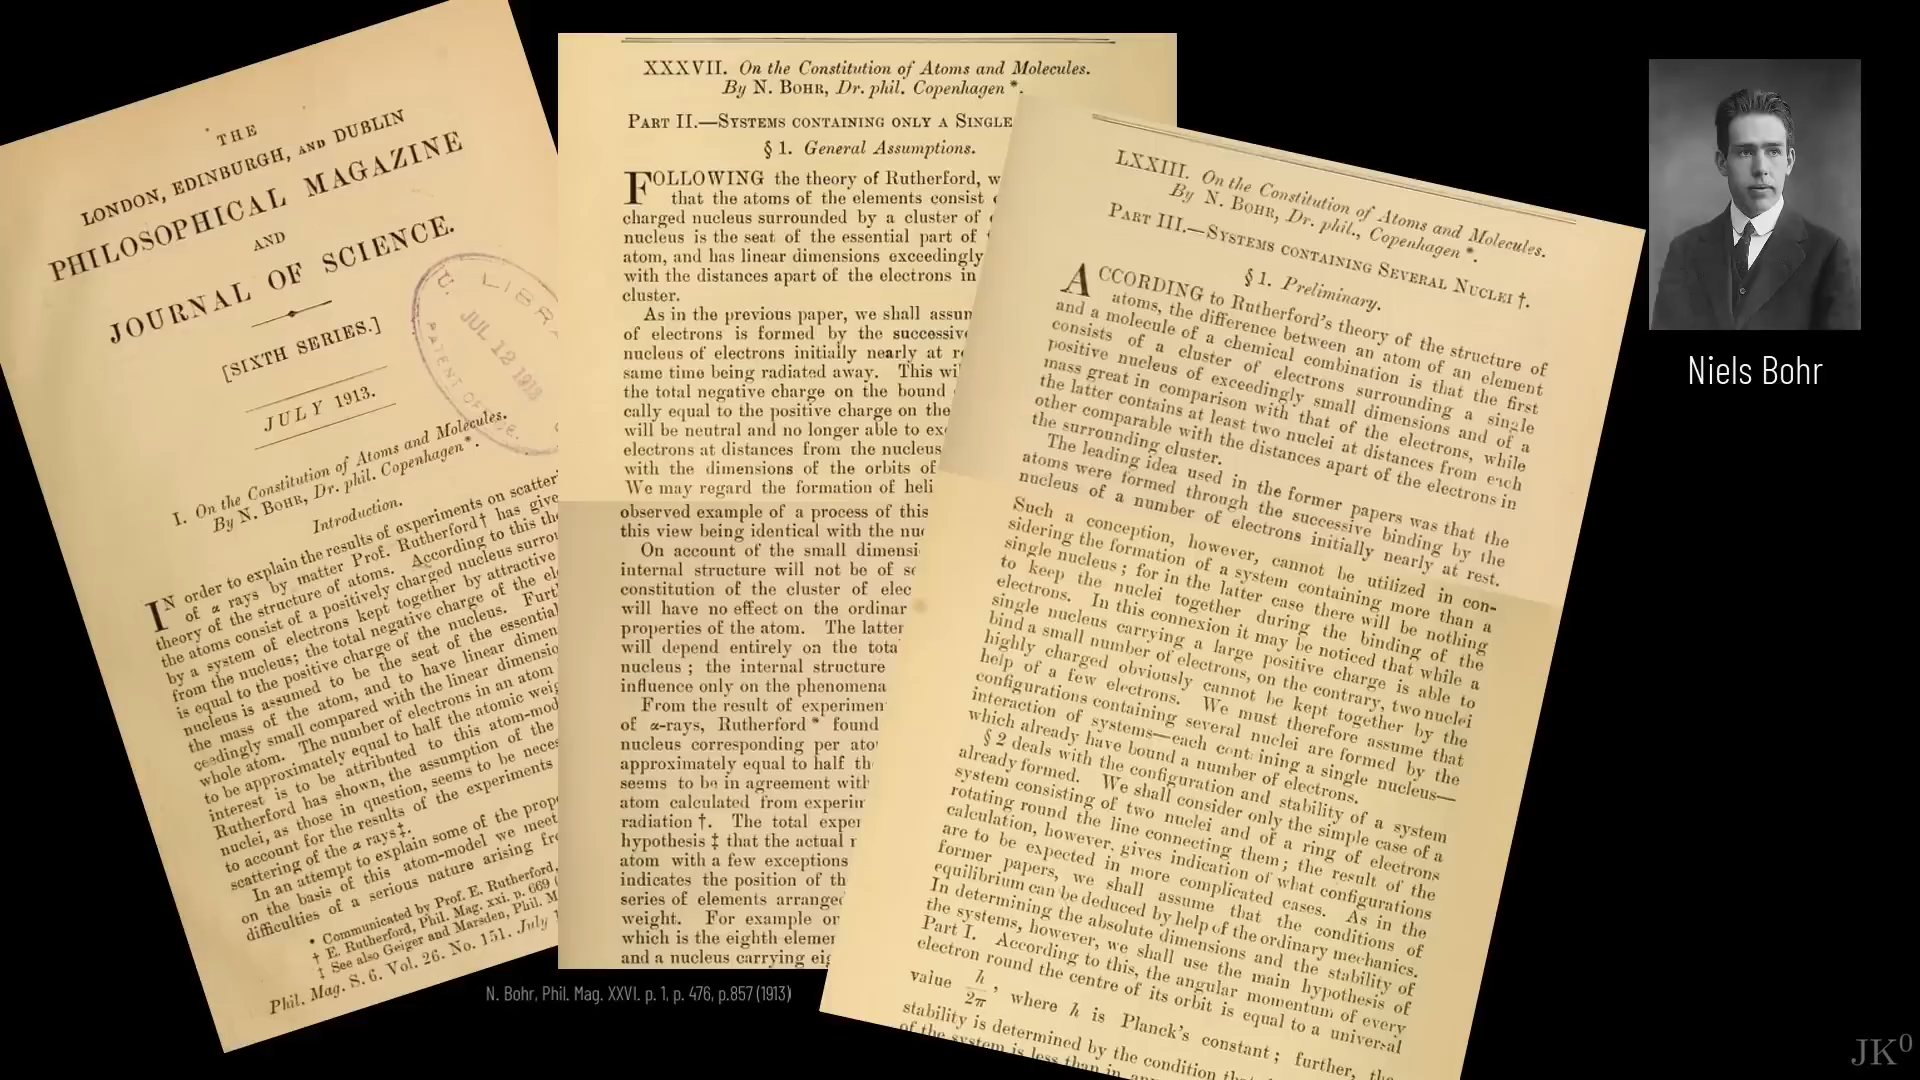 THE
LONDON, EDINBURGH, AND DUBLIN
PHILOSOPHICAL MAGAZINE
AND
JOURNAL OF SCIENCE.
[SIXTH SERIES.]
JULY 1913.
I. On the Constitution of Atoms and Molecules.
By N. BOHR, Dr. phil. Copenhagen*.
Introduction.
IN order to explain the results of experiments on scatter
of α rays by matter Prof. Rutherford† has give
theory of the structure of atoms. According to this the
the atoms consist of a positively charged nucleus surrou
by a system of electrons kept together by attractive
from the nucleus; the total negative charge of the ele
is equal to the positive charge of the nucleus. Furt
nucleus is assumed to be the seat of the essential
the mass of the atom, and to have linear dimen
ceedingly small compared with the linear dimensio
whole atom. The number of electrons in an atom
to be approximately equal to half the atomic weig
interest is to be attributed to this atom-mod
Rutherford has shown, the assumption of the
nuclei, as those in question, seems to be neces
to account for the results of the experiments
scattering of the α rays‡.
In an attempt to explain some of the prope
on the basis of this atom-model we meet
difficulties of a serious nature arising fro
* Communicated by Prof. E. Rutherford,
† E. Rutherford, Phil. Mag. xxi. p. 669 (
‡ See also Geiger and Marsden, Phil. M
Phil. Mag. S. 6. Vol. 26. No. 151. July 1
U. LIBRA
JUL 12 1913
PATENT OFFICE.
XXXVII. On the Constitution of Atoms and Molecules.
By N. BOHR, Dr. phil. Copenhagen *.
PART II.—SYSTEMS CONTAINING ONLY A SINGLE
§ 1. General Assumptions.
FOLLOWING the theory of Rutherford, w
that the atoms of the elements consist
charged nucleus surrounded by a cluster of
nucleus is the seat of the essential part of
atom, and has linear dimensions exceedingly
with the distances apart of the electrons in
cluster.
As in the previous paper, we shall assum
of electrons is formed by the successiv
nucleus of electrons initially nearly at re
same time being radiated away. This wi
the total negative charge on the bound
cally equal to the positive charge on the
will be neutral and no longer able to ex
electrons at distances from the nucleus
with the dimensions of the orbits of
We may regard the formation of heli
observed example of a process of this
this view being identical with the nuc
On account of the small dimensi
internal structure will not be of se
constitution of the cluster of elec
will have no effect on the ordinar
properties of the atom. The latter
will depend entirely on the tota
nucleus ; the internal structure
influence only on the phenomena
From the result of experimen
of α-rays, Rutherford * found
nucleus corresponding per ato
approximately equal to half th
seems to be in agreement with
atom calculated from experim
radiation †. The total exper
hypothesis ‡ that the actual n
atom with a few exceptions
indicates the position of th
series of elements arranged
weight. For example on
which is the eighth elemen
and a nucleus carrying eig
LXXIII. On the Constitution of Atoms and Molecules.
By N. BOHR, Dr. phil., Copenhagen *.
PART III.—SYSTEMS CONTAINING SEVERAL NUCLEI †.
§ 1. Preliminary.
ACCORDING to Rutherford's theory of the structure of
atoms, the difference between an atom of an element
and a molecule of a chemical combination is that the first
consists of a cluster of electrons surrounding a single
positive nucleus of exceedingly small dimensions and of a
mass great in comparison with that of the electrons, while
the latter contains at least two nuclei at distances from each
other comparable with the distances apart of the electrons in
the surrounding cluster.
The leading idea used in the former papers was that the
atoms were formed through the successive binding by the
nucleus of a number of electrons initially nearly at rest.
Such a conception, however, cannot be utilized in con-
sidering the formation of a system containing more than a
single nucleus ; for in the latter case there will be nothing
to keep the nuclei together during the binding of the
electrons. In this connexion it may be noticed that while a
single nucleus carrying a large positive charge is able to
bind a small number of electrons, on the contrary, two nuclei
highly charged obviously cannot be kept together by the
help of a few electrons. We must therefore assume that
configurations containing several nuclei are formed by the
interaction of systems—each containing a single nucleus—
which already have bound a number of electrons.
§ 2 deals with the configuration and stability of a system
already formed. We shall consider only the simple case of a
system consisting of two nuclei and of a ring of electrons
rotating round the line connecting them ; the result of the
calculation, however, gives indication of what configurations
are to be expected in more complicated cases. As in the
former papers, we shall assume that the conditions of
equilibrium can be deduced by help of the ordinary mechanics.
In determining the absolute dimensions and the stability of
the systems, however, we shall use the main hypothesis of
Part I. According to this, the angular momentum of every
electron round the centre of its orbit is equal to a universal
value h/2π, where h is Planck's constant ; further, the
stability is determined by the condition that
of the system is less than in
Niels Bohr
N. Bohr, Phil. Mag. XXVI. p. 1, p. 476, p.857 (1913)
JK⁰